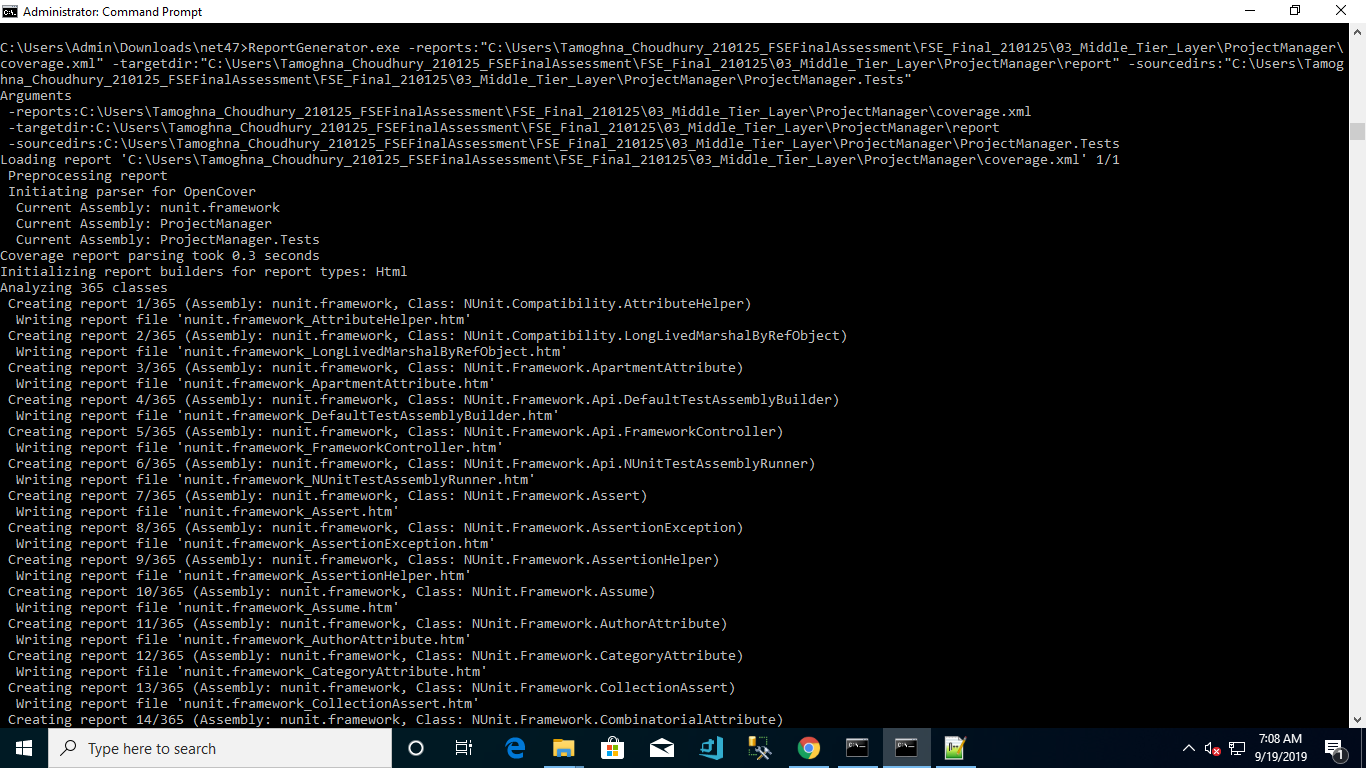 Administrator: Command Prompt
C:\Users\Admin\Downloads\net47>ReportGenerator.exe -reports:"C:\Users\Tamoghna_Choudhury_210125_FSEFinalAssessment\FSE_Final_210125\03_Middle_Tier_Layer\ProjectManager\
coverage.xml" -targetdir:"C:\Users\Tamoghna_Choudhury_210125_FSEFinalAssessment\FSE_Final_210125\03_Middle_Tier_Layer\ProjectManager\report" -sourcedirs:"C:\Users\Tamog
hna_Choudhury_210125_FSEFinalAssessment\FSE_Final_210125\03_Middle_Tier_Layer\ProjectManager\ProjectManager.Tests"
Arguments
-reports:C:\Users\Tamoghna_Choudhury_210125_FSEFinalAssessment\FSE_Final_210125\03_Middle_Tier_Layer\ProjectManager\coverage.xml
-targetdir:C:\Users\Tamoghna_Choudhury_210125_FSEFinalAssessment\FSE_Final_210125\03_Middle_Tier_Layer\ProjectManager\report
-sourcedirs:C:\Users\Tamoghna_Choudhury_210125_FSEFinalAssessment\FSE_Final_210125\03_Middle_Tier_Layer\ProjectManager\ProjectManager.Tests
Loading report 'C:\Users\Tamoghna_Choudhury_210125_FSEFinalAssessment\FSE_Final_210125\03_Middle_Tier_Layer\ProjectManager\coverage.xml' 1/1
Preprocessing report
Initiating parser for OpenCover
Current Assembly: nunit.framework
Current Assembly: ProjectManager
Current Assembly: ProjectManager.Tests
Coverage report parsing took 0.3 seconds
Initializing report builders for report types: Html
Analyzing 365 classes
Creating report 1/365 (Assembly: nunit.framework, Class: NUnit.Compatibility.AttributeHelper)
Writing report file 'nunit.framework_AttributeHelper.htm'
Creating report 2/365 (Assembly: nunit.framework, Class: NUnit.Compatibility.LongLivedMarshalByRefObject)
Writing report file 'nunit.framework_LongLivedMarshalByRefObject.htm'
Creating report 3/365 (Assembly: nunit.framework, Class: NUnit.Framework.ApartmentAttribute)
Writing report file 'nunit.framework_ApartmentAttribute.htm'
Creating report 4/365 (Assembly: nunit.framework, Class: NUnit.Framework.Api.DefaultTestAssemblyBuilder)
Writing report file 'nunit.framework_DefaultTestAssemblyBuilder.htm'
Creating report 5/365 (Assembly: nunit.framework, Class: NUnit.Framework.Api.FrameworkController)
Writing report file 'nunit.framework_FrameworkController.htm'
Creating report 6/365 (Assembly: nunit.framework, Class: NUnit.Framework.Api.NUnitTestAssemblyRunner)
Writing report file 'nunit.framework_NUnitTestAssemblyRunner.htm'
Creating report 7/365 (Assembly: nunit.framework, Class: NUnit.Framework.Assert)
Writing report file 'nunit.framework_Assert.htm'
Creating report 8/365 (Assembly: nunit.framework, Class: NUnit.Framework.AssertionException)
Writing report file 'nunit.framework_AssertionException.htm'
Creating report 9/365 (Assembly: nunit.framework, Class: NUnit.Framework.AssertionHelper)
Writing report file 'nunit.framework_AssertionHelper.htm'
Creating report 10/365 (Assembly: nunit.framework, Class: NUnit.Framework.Assume)
Writing report file 'nunit.framework_Assume.htm'
Creating report 11/365 (Assembly: nunit.framework, Class: NUnit.Framework.AuthorAttribute)
Writing report file 'nunit.framework_AuthorAttribute.htm'
Creating report 12/365 (Assembly: nunit.framework, Class: NUnit.Framework.CategoryAttribute)
Writing report file 'nunit.framework_CategoryAttribute.htm'
Creating report 13/365 (Assembly: nunit.framework, Class: NUnit.Framework.CollectionAssert)
Writing report file 'nunit.framework_CollectionAssert.htm'
Creating report 14/365 (Assembly: nunit.framework, Class: NUnit.Framework.CombinatorialAttribute)
Type here to search
7:08 AM
9/19/2019
1